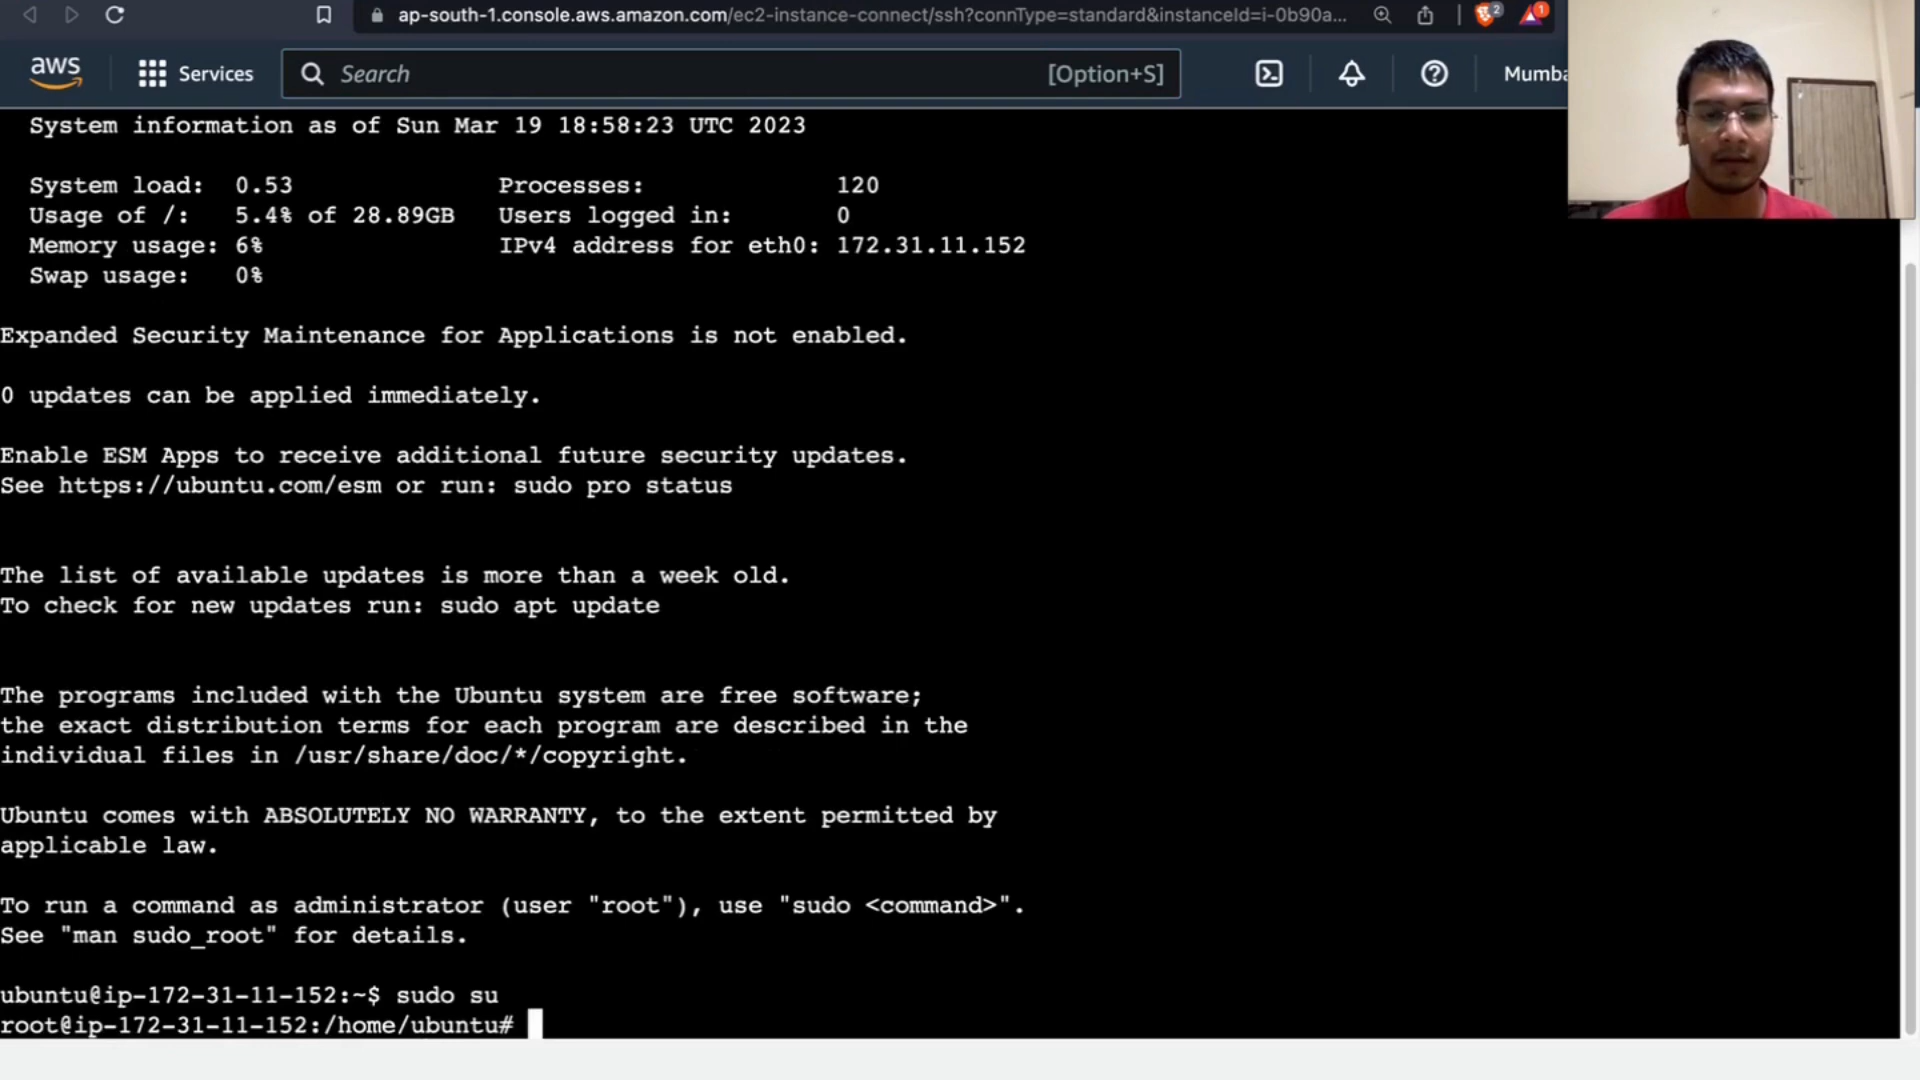 ap-south-1.console.aws.amazon.com/ec2-instance-connect/ssh?connType=standard&instanceId=i-0b90a...
2
1
aws
Services
Search
[Option+S]
Mumba
System information as of Sun Mar 19 18:58:23 UTC 2023
System load: 0.53 Processes: 120
Usage of /: 5.4% of 28.89GB Users logged in: 0
Memory usage: 6% IPv4 address for eth0: 172.31.11.152
Swap usage: 0%
Expanded Security Maintenance for Applications is not enabled.
0 updates can be applied immediately.
Enable ESM Apps to receive additional future security updates.
See https://ubuntu.com/esm or run: sudo pro status
The list of available updates is more than a week old.
To check for new updates run: sudo apt update
The programs included with the Ubuntu system are free software;
the exact distribution terms for each program are described in the
individual files in /usr/share/doc/*/copyright.
Ubuntu comes with ABSOLUTELY NO WARRANTY, to the extent permitted by
applicable law.
To run a command as administrator (user "root"), use "sudo <command>".
See "man sudo_root" for details.
ubuntu@ip-172-31-11-152:~$ sudo su
root@ip-172-31-11-152:/home/ubuntu#